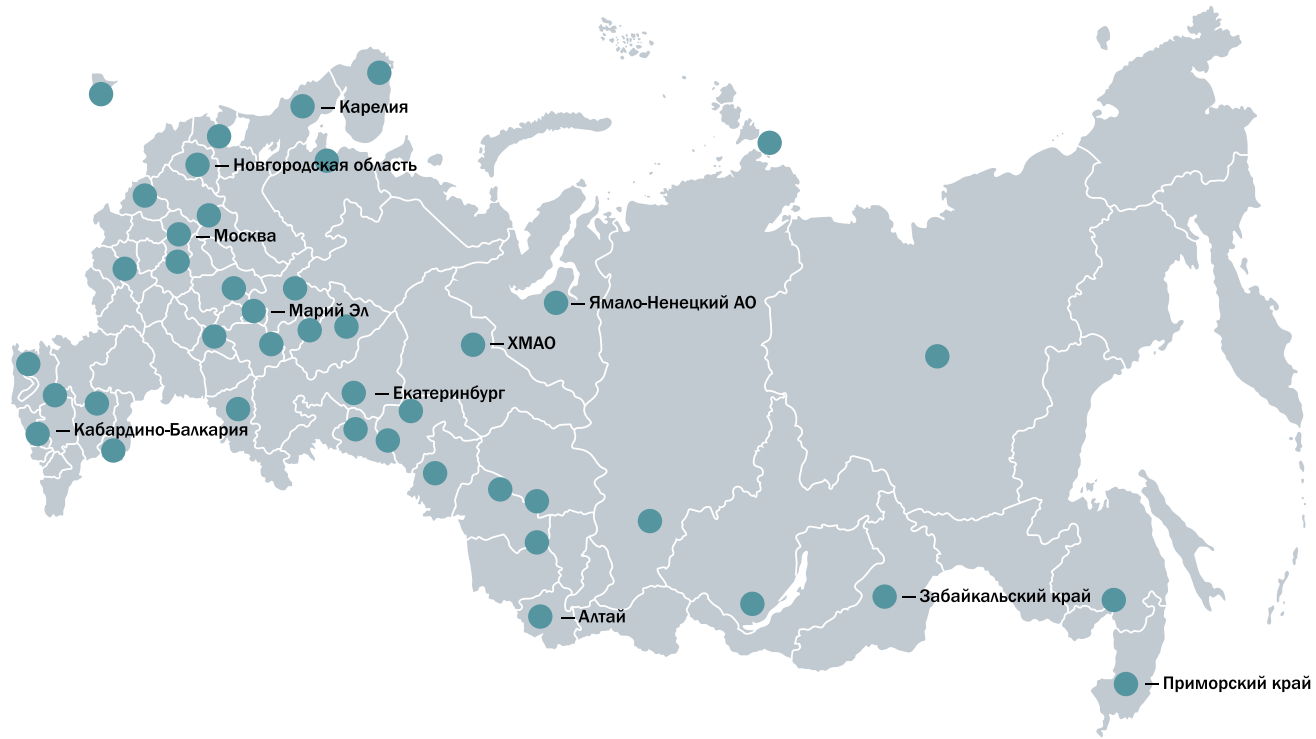 Карелия
Новгородская область
Москва
Ямало-Ненецкий АО
Марий Эл
ХМАО
Екатеринбург
Кабардино-Балкария
Забайкальский край
Алтай
Приморский край